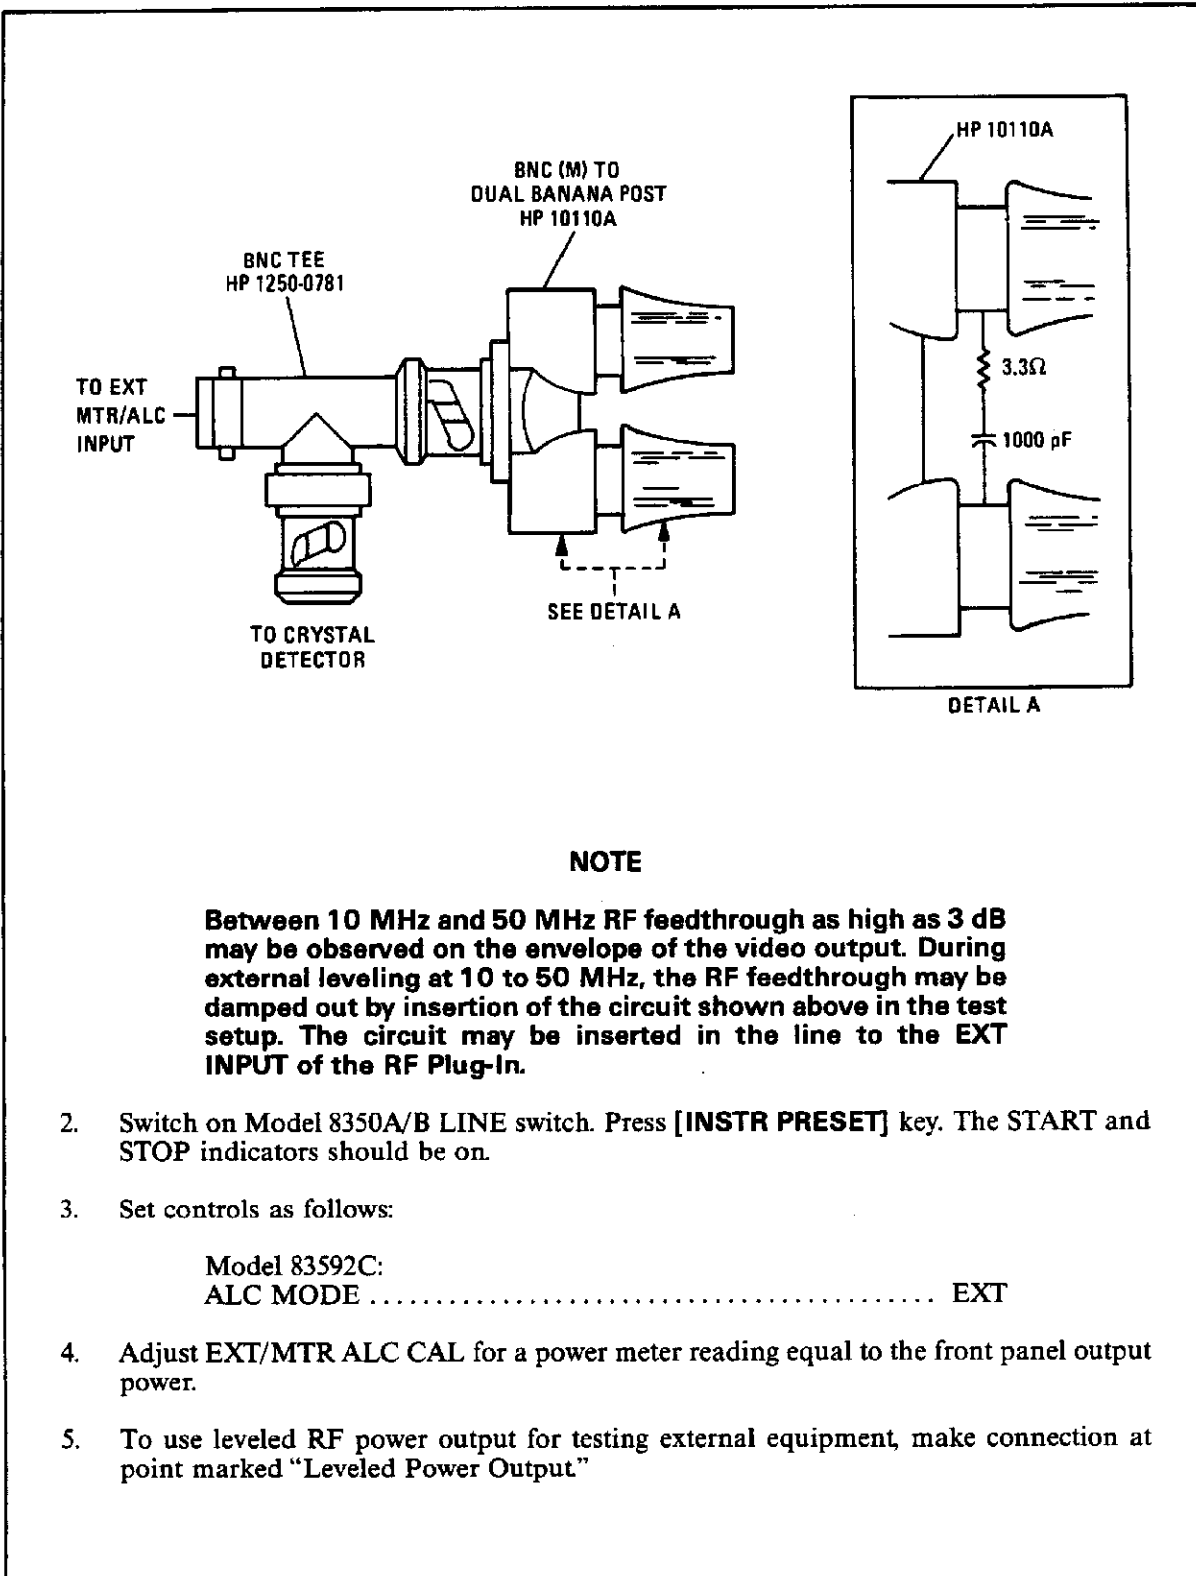 HP 10110A
BNC (M) TO
DUAL BANANA POST
HP 10110A
BNC TEE
HP 1250-0781
TO EXT
MTR/ALC
INPUT
3.3Ω
1000 pF
SEE DETAIL A
TO CRYSTAL
DETECTOR
DETAIL A
NOTE
Between 10 MHz and 50 MHz RF feedthrough as high as 3 dB
may be observed on the envelope of the video output. During
external leveling at 10 to 50 MHz, the RF feedthrough may be
damped out by insertion of the circuit shown above in the test
setup. The circuit may be inserted in the line to the EXT
INPUT of the RF Plug-In.
2. Switch on Model 8350A/B LINE switch. Press [INSTR PRESET] key. The START and
STOP indicators should be on.
3. Set controls as follows:
Model 83592C:
ALC MODE ........................................... EXT
4. Adjust EXT/MTR ALC CAL for a power meter reading equal to the front panel output
power.
5. To use leveled RF power output for testing external equipment, make connection at
point marked “Leveled Power Output.”